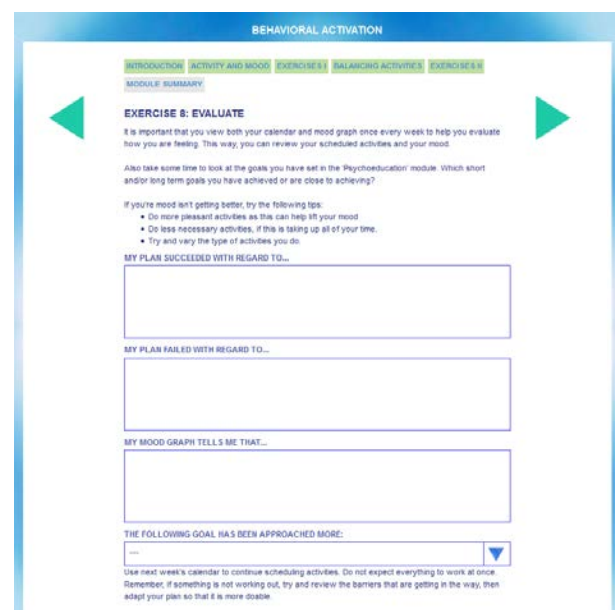 BEHAVIORAL ACTIVATION
INTRODUCTION ACTIVITY AND MOOD EXERCISES I BALANCING ACTIVITIES EXERCISES II
MODULE SUMMARY
EXERCISE 8: EVALUATE
It is important that you view both your calendar and mood graph once every week to help you evaluate
how you are feeling. This way, you can review your scheduled activities and your mood.
Also take some time to look at the goals you have set in the 'Psychoeducation' module. Which short
and/or long term goals you have achieved or are close to achieving?
If you're mood isn't getting better, try the following tips:
• Do more pleasant activities as this can help lift your mood
• Do less necessary activities, if this is taking up all of your time.
• Try and vary the type of activities you do.
MY PLAN SUCCEEDED WITH REGARD TO...
MY PLAN FAILED WITH REGARD TO...
MY MOOD GRAPH TELLS ME THAT...
THE FOLLOWING GOAL HAS BEEN APPROACHED MORE:
---
Use next week's calendar to continue scheduling activities. Do not expect everything to work at once.
Remember, if something is not working out, try and review the barriers that are getting in the way, then
adapt your plan so that it is more doable.